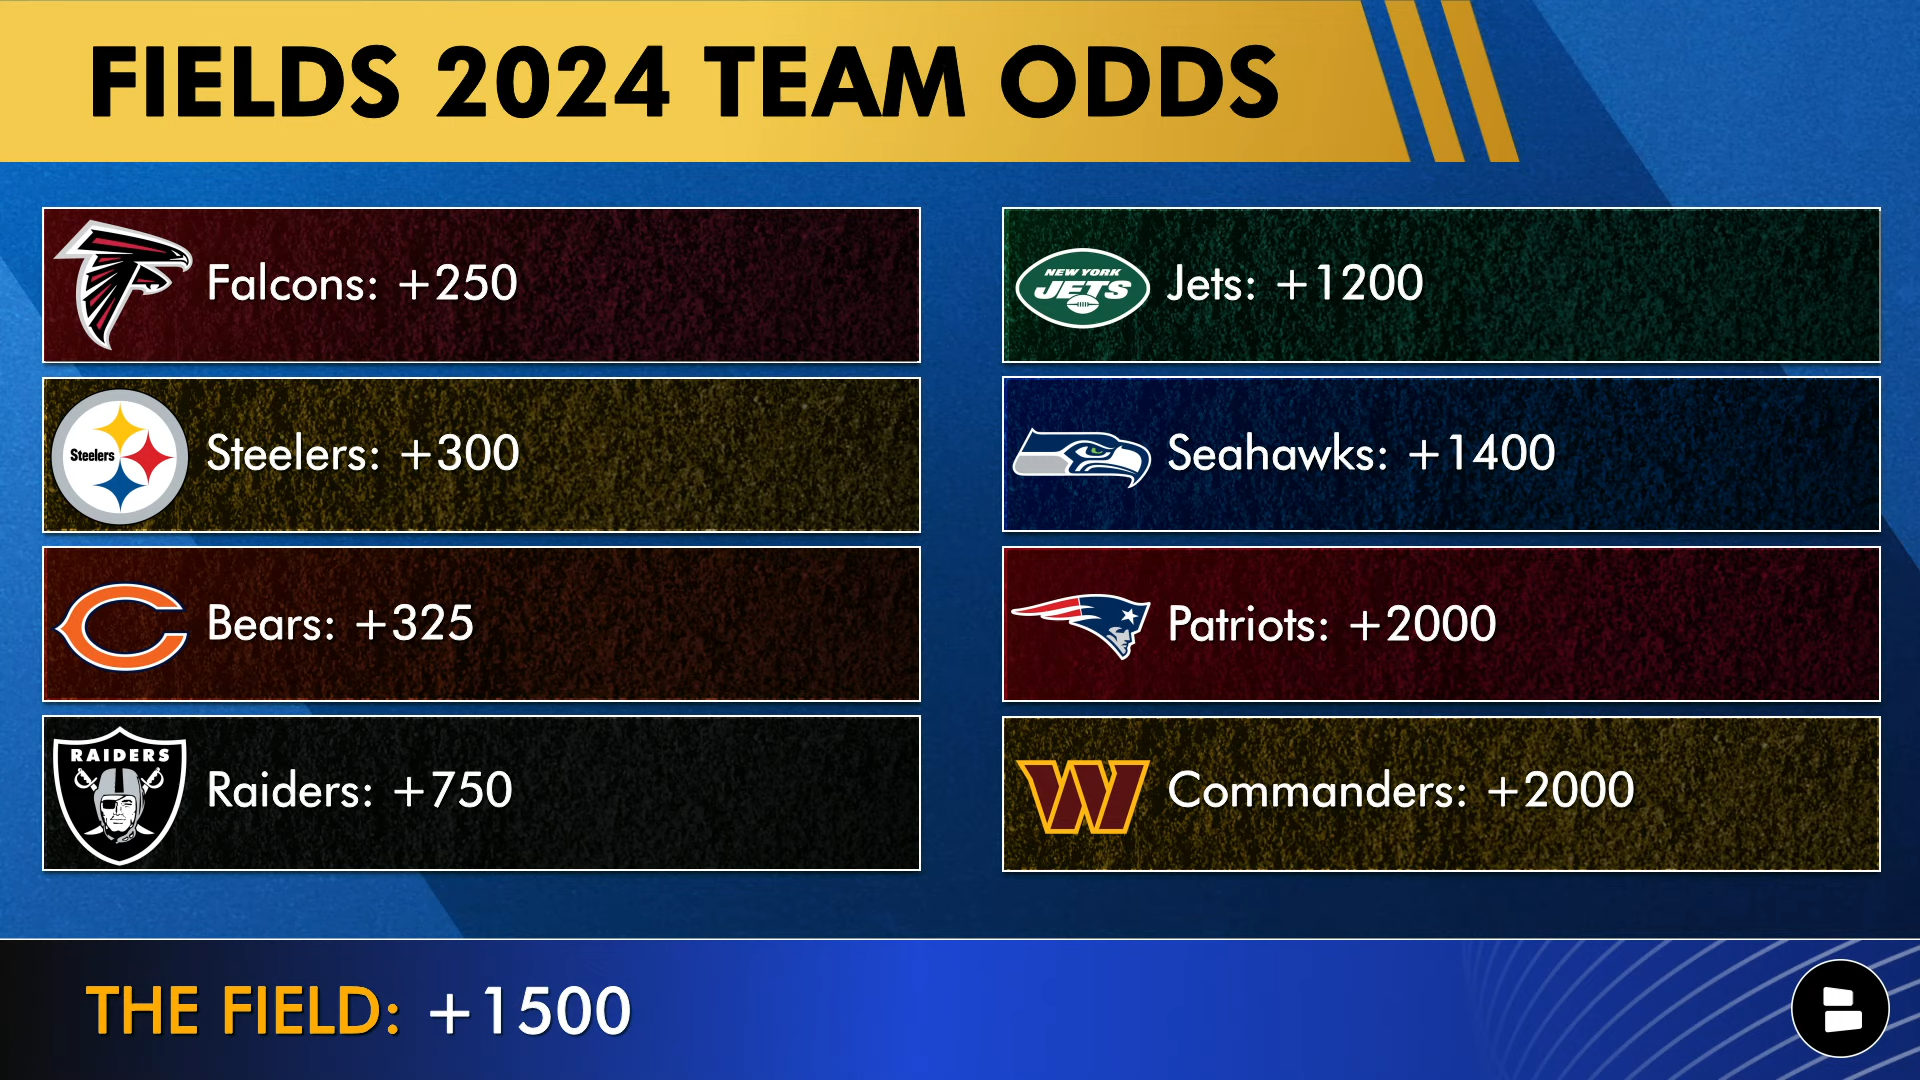 FIELDS 2024 TEAM ODDS
Falcons: +250
Steelers
Steelers: +300
Bears: +325
RAIDERS
Raiders: +750
NEW YORK
JETS
Jets: +1200
Seahawks: +1400
Patriots: +2000
W
Commanders: +2000
THE FIELD: +1500